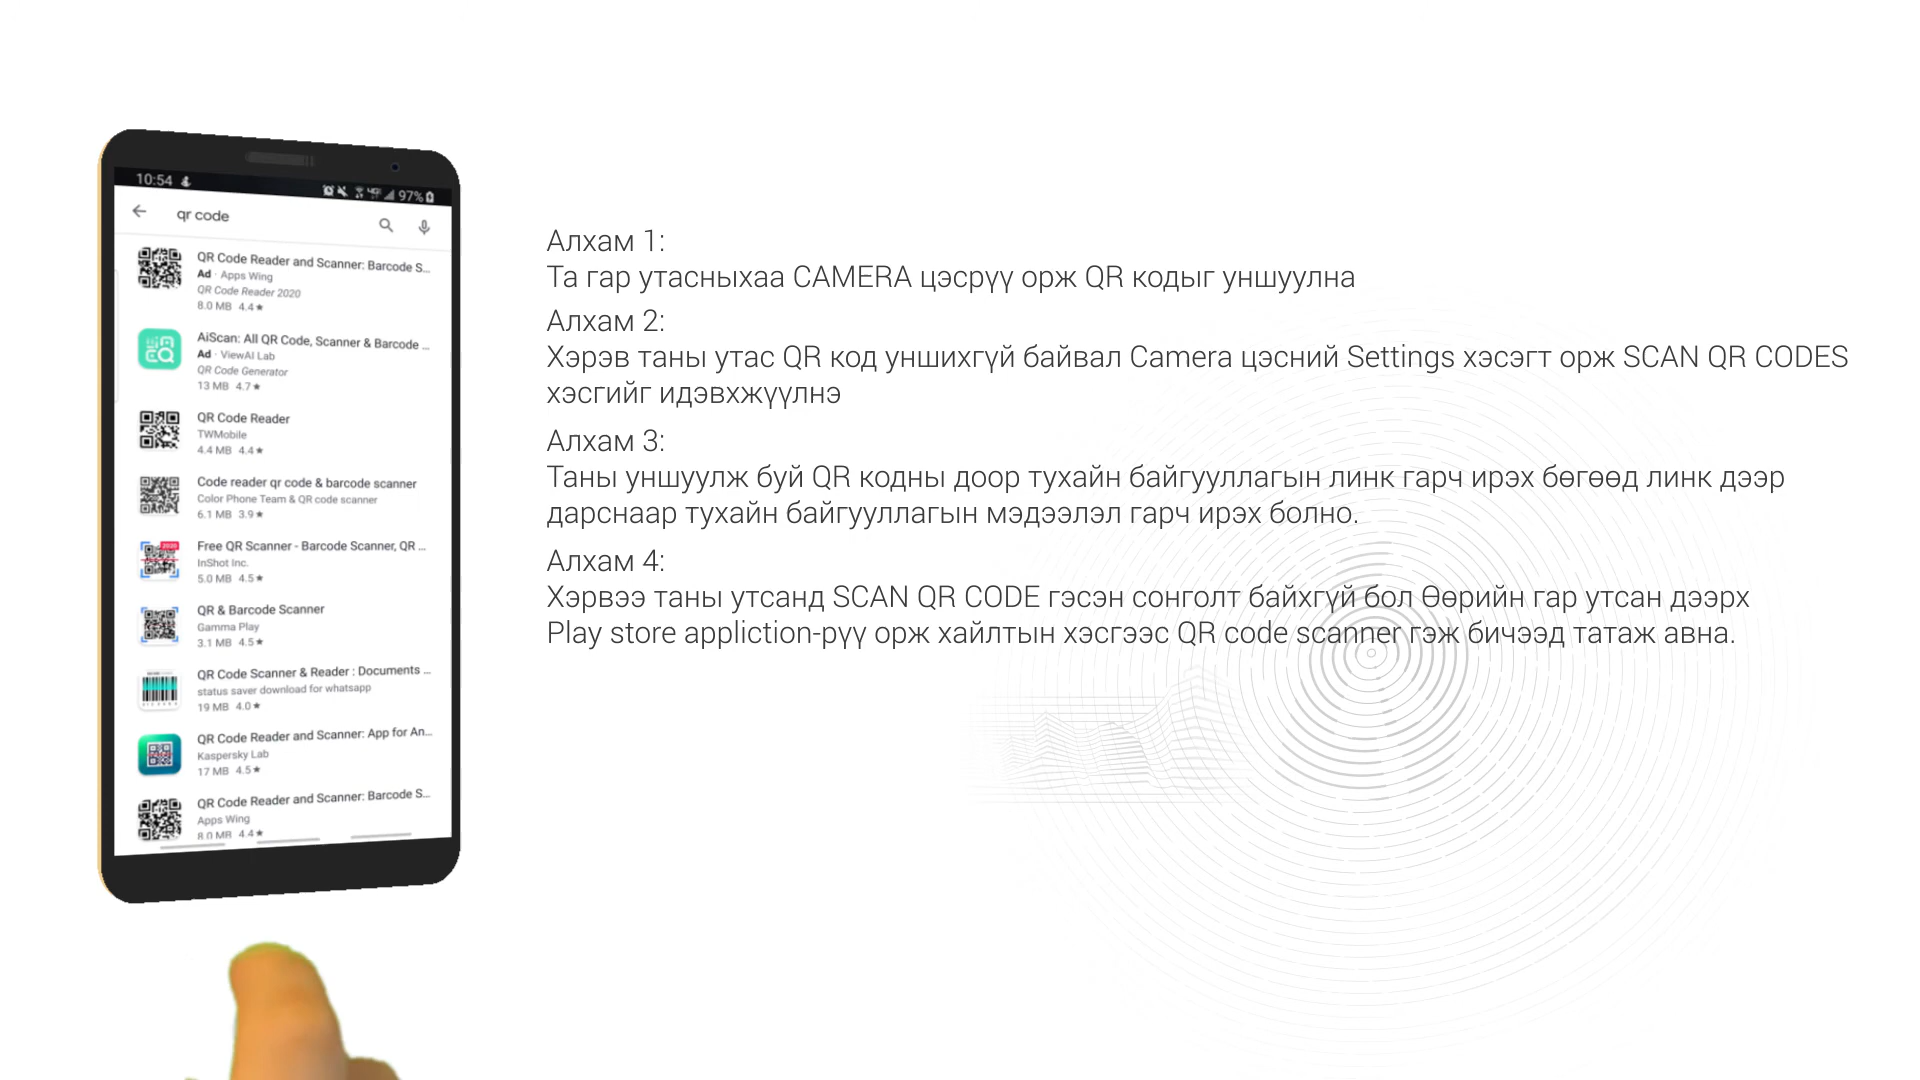 10:54
97%
qr code
QR Code Reader and Scanner: Barcode S...
Ad · Apps Wing
QR Code Reader 2020
8.0 MB 4.4★
AiScan: All QR Code, Scanner & Barcode ...
Ad · ViewAI Lab
QR Code Generator
13 MB 4.7★
QR Code Reader
TWMobile
4.4 MB 4.4★
Code reader qr code & barcode scanner
Color Phone Team & QR code scanner
6.1 MB 3.9★
Free QR Scanner - Barcode Scanner, QR ...
InShot Inc.
5.0 MB 4.5★
QR & Barcode Scanner
Gamma Play
3.1 MB 4.5★
QR Code Scanner & Reader : Documents ...
status saver download for whatsapp
19 MB 4.0★
QR Code Reader and Scanner: App for An...
Kaspersky Lab
17 MB 4.5★
QR Code Reader and Scanner: Barcode S...
Apps Wing
8.0 MB 4.4★
Алхам 1:
Та гар утасныхаа CAMERA цэсрүү орж QR кодыг уншуулна
Алхам 2:
Хэрэв таны утас QR код уншихгүй байвал Camera цэсний Settings хэсэгт орж SCAN QR CODES
хэсгийг идэвхжүүлнэ
Алхам 3:
Таны уншуулж буй QR кодны доор тухайн байгууллагын линк гарч ирэх бөгөөд линк дээр
дарснаар тухайн байгууллагын мэдээлэл гарч ирэх болно.
Алхам 4:
Хэрвээ таны утсанд SCAN QR CODE гэсэн сонголт байхгүй бол Өөрийн гар утсан дээрх
Play store appliction-рүү орж хайлтын хэсгээс QR code scanner гэж бичээд татаж авна.